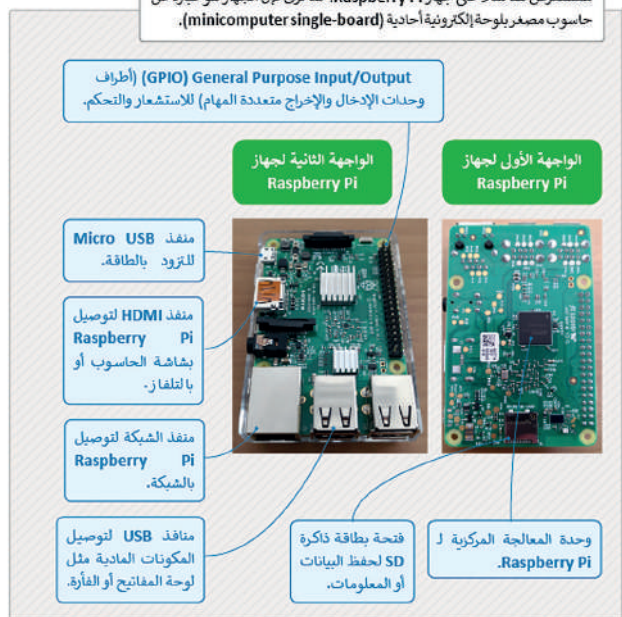 حاسوب مصغر بلوحة إلكترونية أحادية (minicomputer single-board).
General Purpose Input/Output (GPIO) (أطراف
وحدات الإدخال والإخراج متعددة المهام) للاستشعار والتحكم.
الواجهة الأولى لجهاز
Raspberry Pi
الواجهة الثانية لجهاز
Raspberry Pi
منفذ Micro USB
للتزود بالطاقة.
منفذ HDMI لتوصيل
Raspberry Pi
بشاشة الحاسوب أو
بالتلفاز.
منفذ الشبكة لتوصيل
Raspberry Pi
بالشبكة.
منافذ USB لتوصيل
المكونات المادية مثل
لوحة المفاتيح أو الفأرة.
فتحة بطاقة ذاكرة
SD لحفظ البيانات
أو المعلومات.
وحدة المعالجة المركزية لـ
Raspberry Pi.